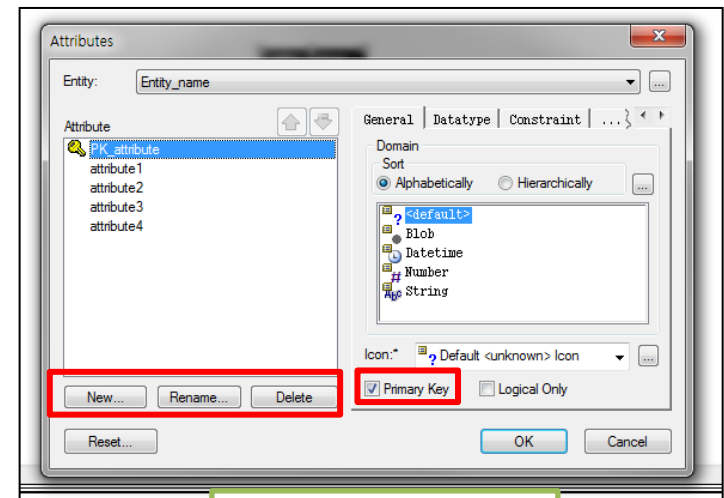 Attributes
Entity: Entity_name ...
Attribute
PK_attribute
attribute1
attribute2
attribute3
attribute4
New... Rename... Delete
General Datatype Constraint ...
Domain
Sort
Alphabetically Hierarchically ...
? <default>
Blob
Datetime
# Number
Abc String
Icon:* ? Default <unknown> Icon ...
Primary Key Logical Only
Reset... OK Cancel